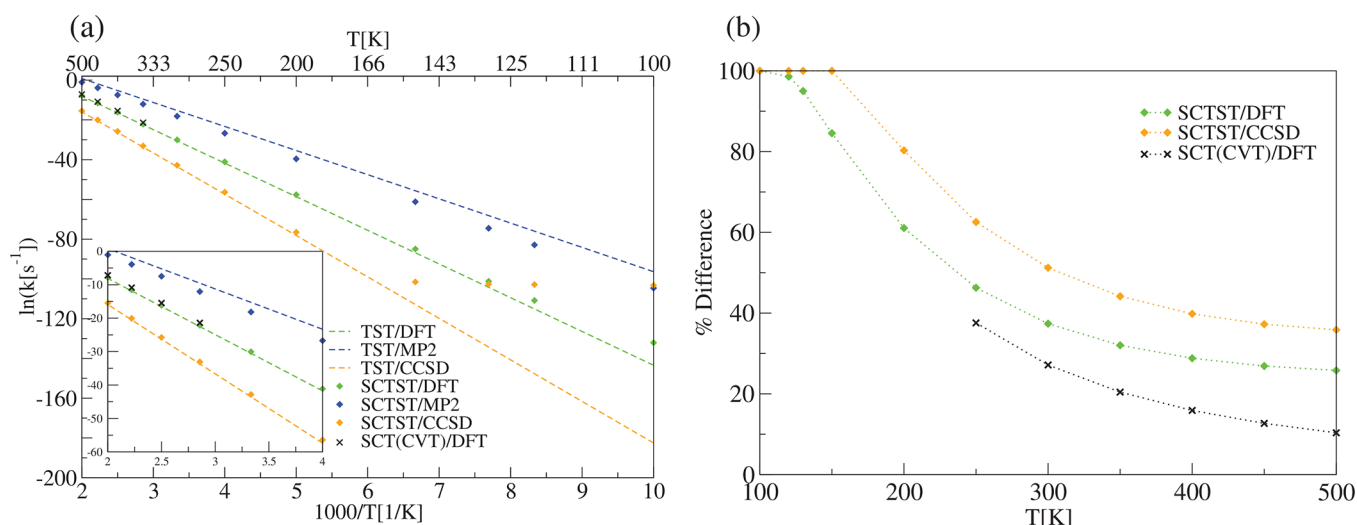 (a)
T[K]
500 333 250 200 166 143 125 111 100
0
-40
-80
-120
-160
-200
ln(k[s⁻¹])
0
-10
-20
-30
-40
-50
-60
2 2.5 3 3.5 4
TST/DFT
TST/MP2
TST/CCSD
SCTST/DFT
SCTST/MP2
SCTST/CCSD
SCT(CVT)/DFT
2 3 4 5 6 7 8 9 10
1000/T[1/K]
(b)
100
80
60
40
20
0
% Difference
SCTST/DFT
SCTST/CCSD
SCT(CVT)/DFT
100 200 300 400 500
T[K]